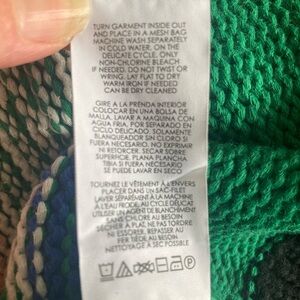 TURN GARMENT INSIDE OUT
AND PLACE IN A MESH BAG
MACHINE WASH SEPARATELY
IN COLD WATER, ON THE
DELICATE CYCLE. ONLY
NON-CHLORINE BLEACH
IF NEEDED. DO NOT TWIST OR
WRING. LAY FLAT TO DRY
WARM IRON IF NEEDED
CAN BE DRY CLEANED
GIRE A LA PRENDA INTERIOR
COLOCAR EN UNA BOLSA DE
MALLA. LAVAR A MAQUINA CON
AGUA FRIA, POR SEPARADO EN
CICLO DELICADO. SOLAMENTE
BLANQUEADOR SIN CLORO SI
FUERA NECESARIO. NO EXPRIMIR
NI RETORCER. SECAR SOBRE
SUPERFICIE. PLANA PLANCHA
TIBIA SI FUERA NECESARIO
SE PUEDE LAVAR EN SECO
TOURNEZ LE VÊTEMENT À L'ENVERS
PLACER DANS UN SAC-FILET
LAVER SÉPARÉMENT À LA MACHINE
À L'EAU FROIDE, AU CYCLE DÉLICAT
UTILISER UN AGENT DE BLANCHIMENT
SANS CHLORE AU BESOIN
SÉCHER À PLAT, NE PAS TORDRE
NI ESSORER, REPASSER AU
FER TIÈDE AU BESOIN
NETTOYAGE À SEC POSSIBLE